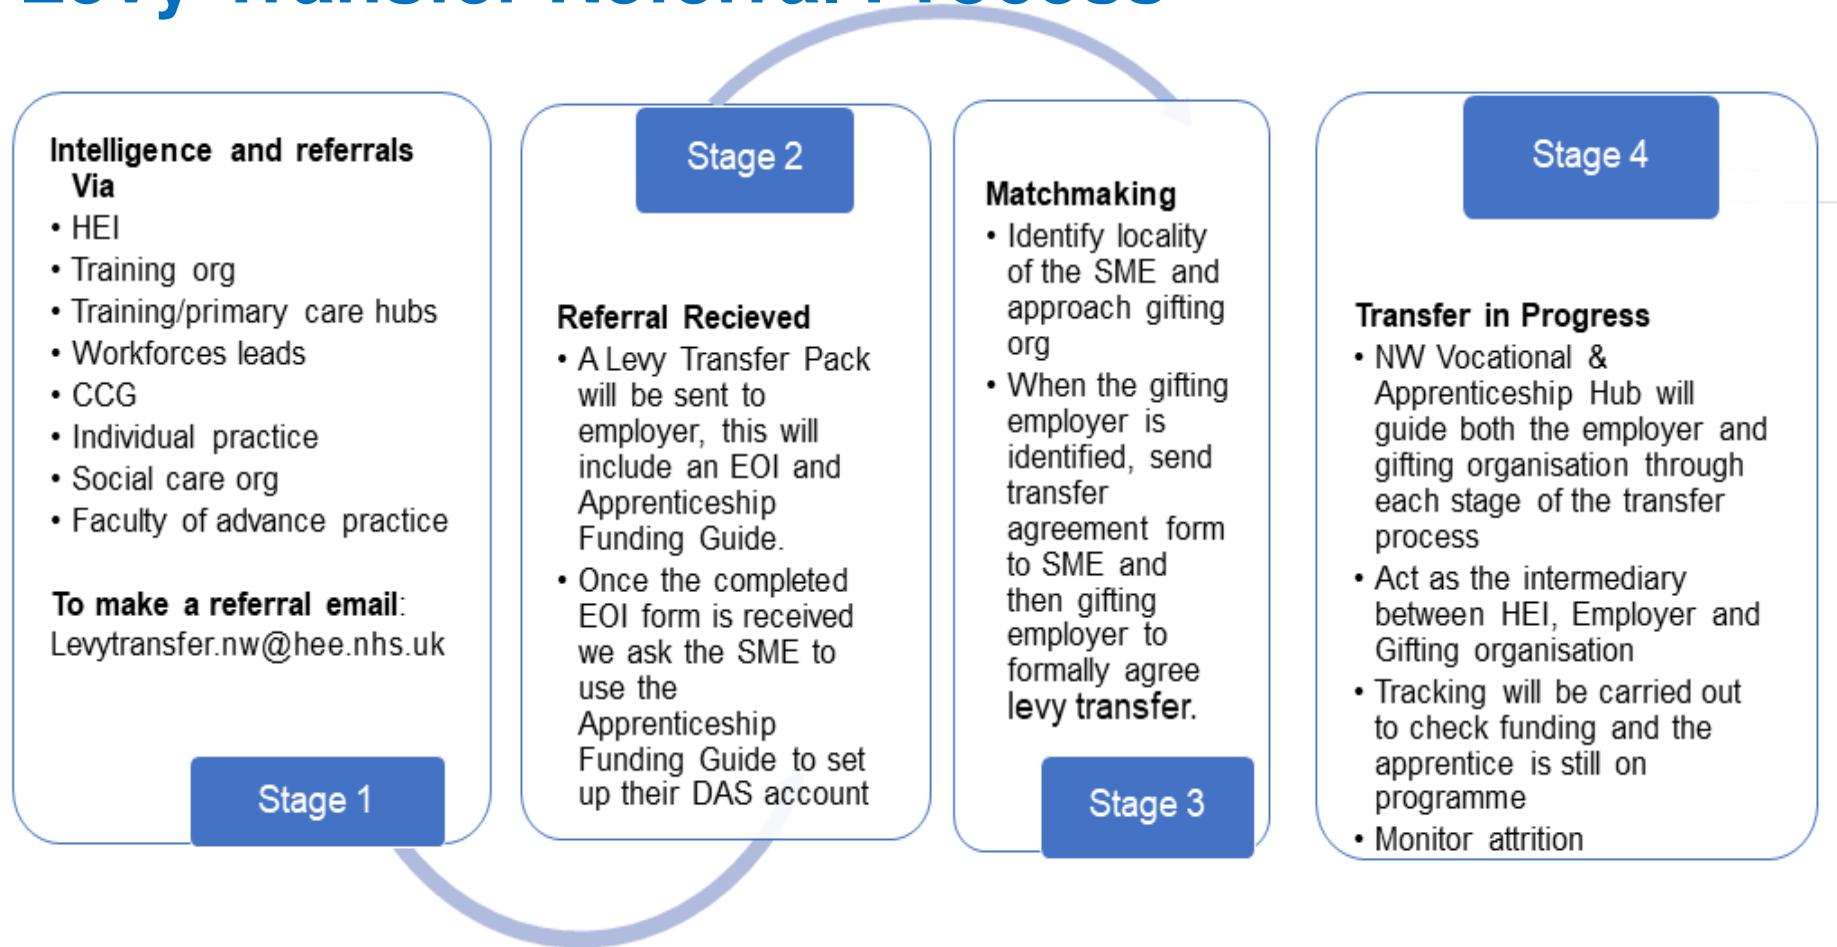 Levy Transfer Referral Process
Intelligence and referrals
Via
• HEI
• Training org
• Training/primary care hubs
• Workforces leads
• CCG
• Individual practice
• Social care org
• Faculty of advance practice
To make a referral email:
Levytransfer.nw@hee.nhs.uk
Stage 1
Stage 2
Referral Recieved
• A Levy Transfer Pack
will be sent to
employer, this will
include an EOI and
Apprenticeship
Funding Guide.
• Once the completed
EOI form is received
we ask the SME to
use the
Apprenticeship
Funding Guide to set
up their DAS account
Matchmaking
• Identify locality
of the SME and
approach gifting
org
• When the gifting
employer is
identified, send
transfer
agreement form
to SME and
then gifting
employer to
formally agree
levy transfer.
Stage 3
Stage 4
Transfer in Progress
• NW Vocational &
Apprenticeship Hub will
guide both the employer and
gifting organisation through
each stage of the transfer
process
• Act as the intermediary
between HEI, Employer and
Gifting organisation
• Tracking will be carried out
to check funding and the
apprentice is still on
programme
• Monitor attrition